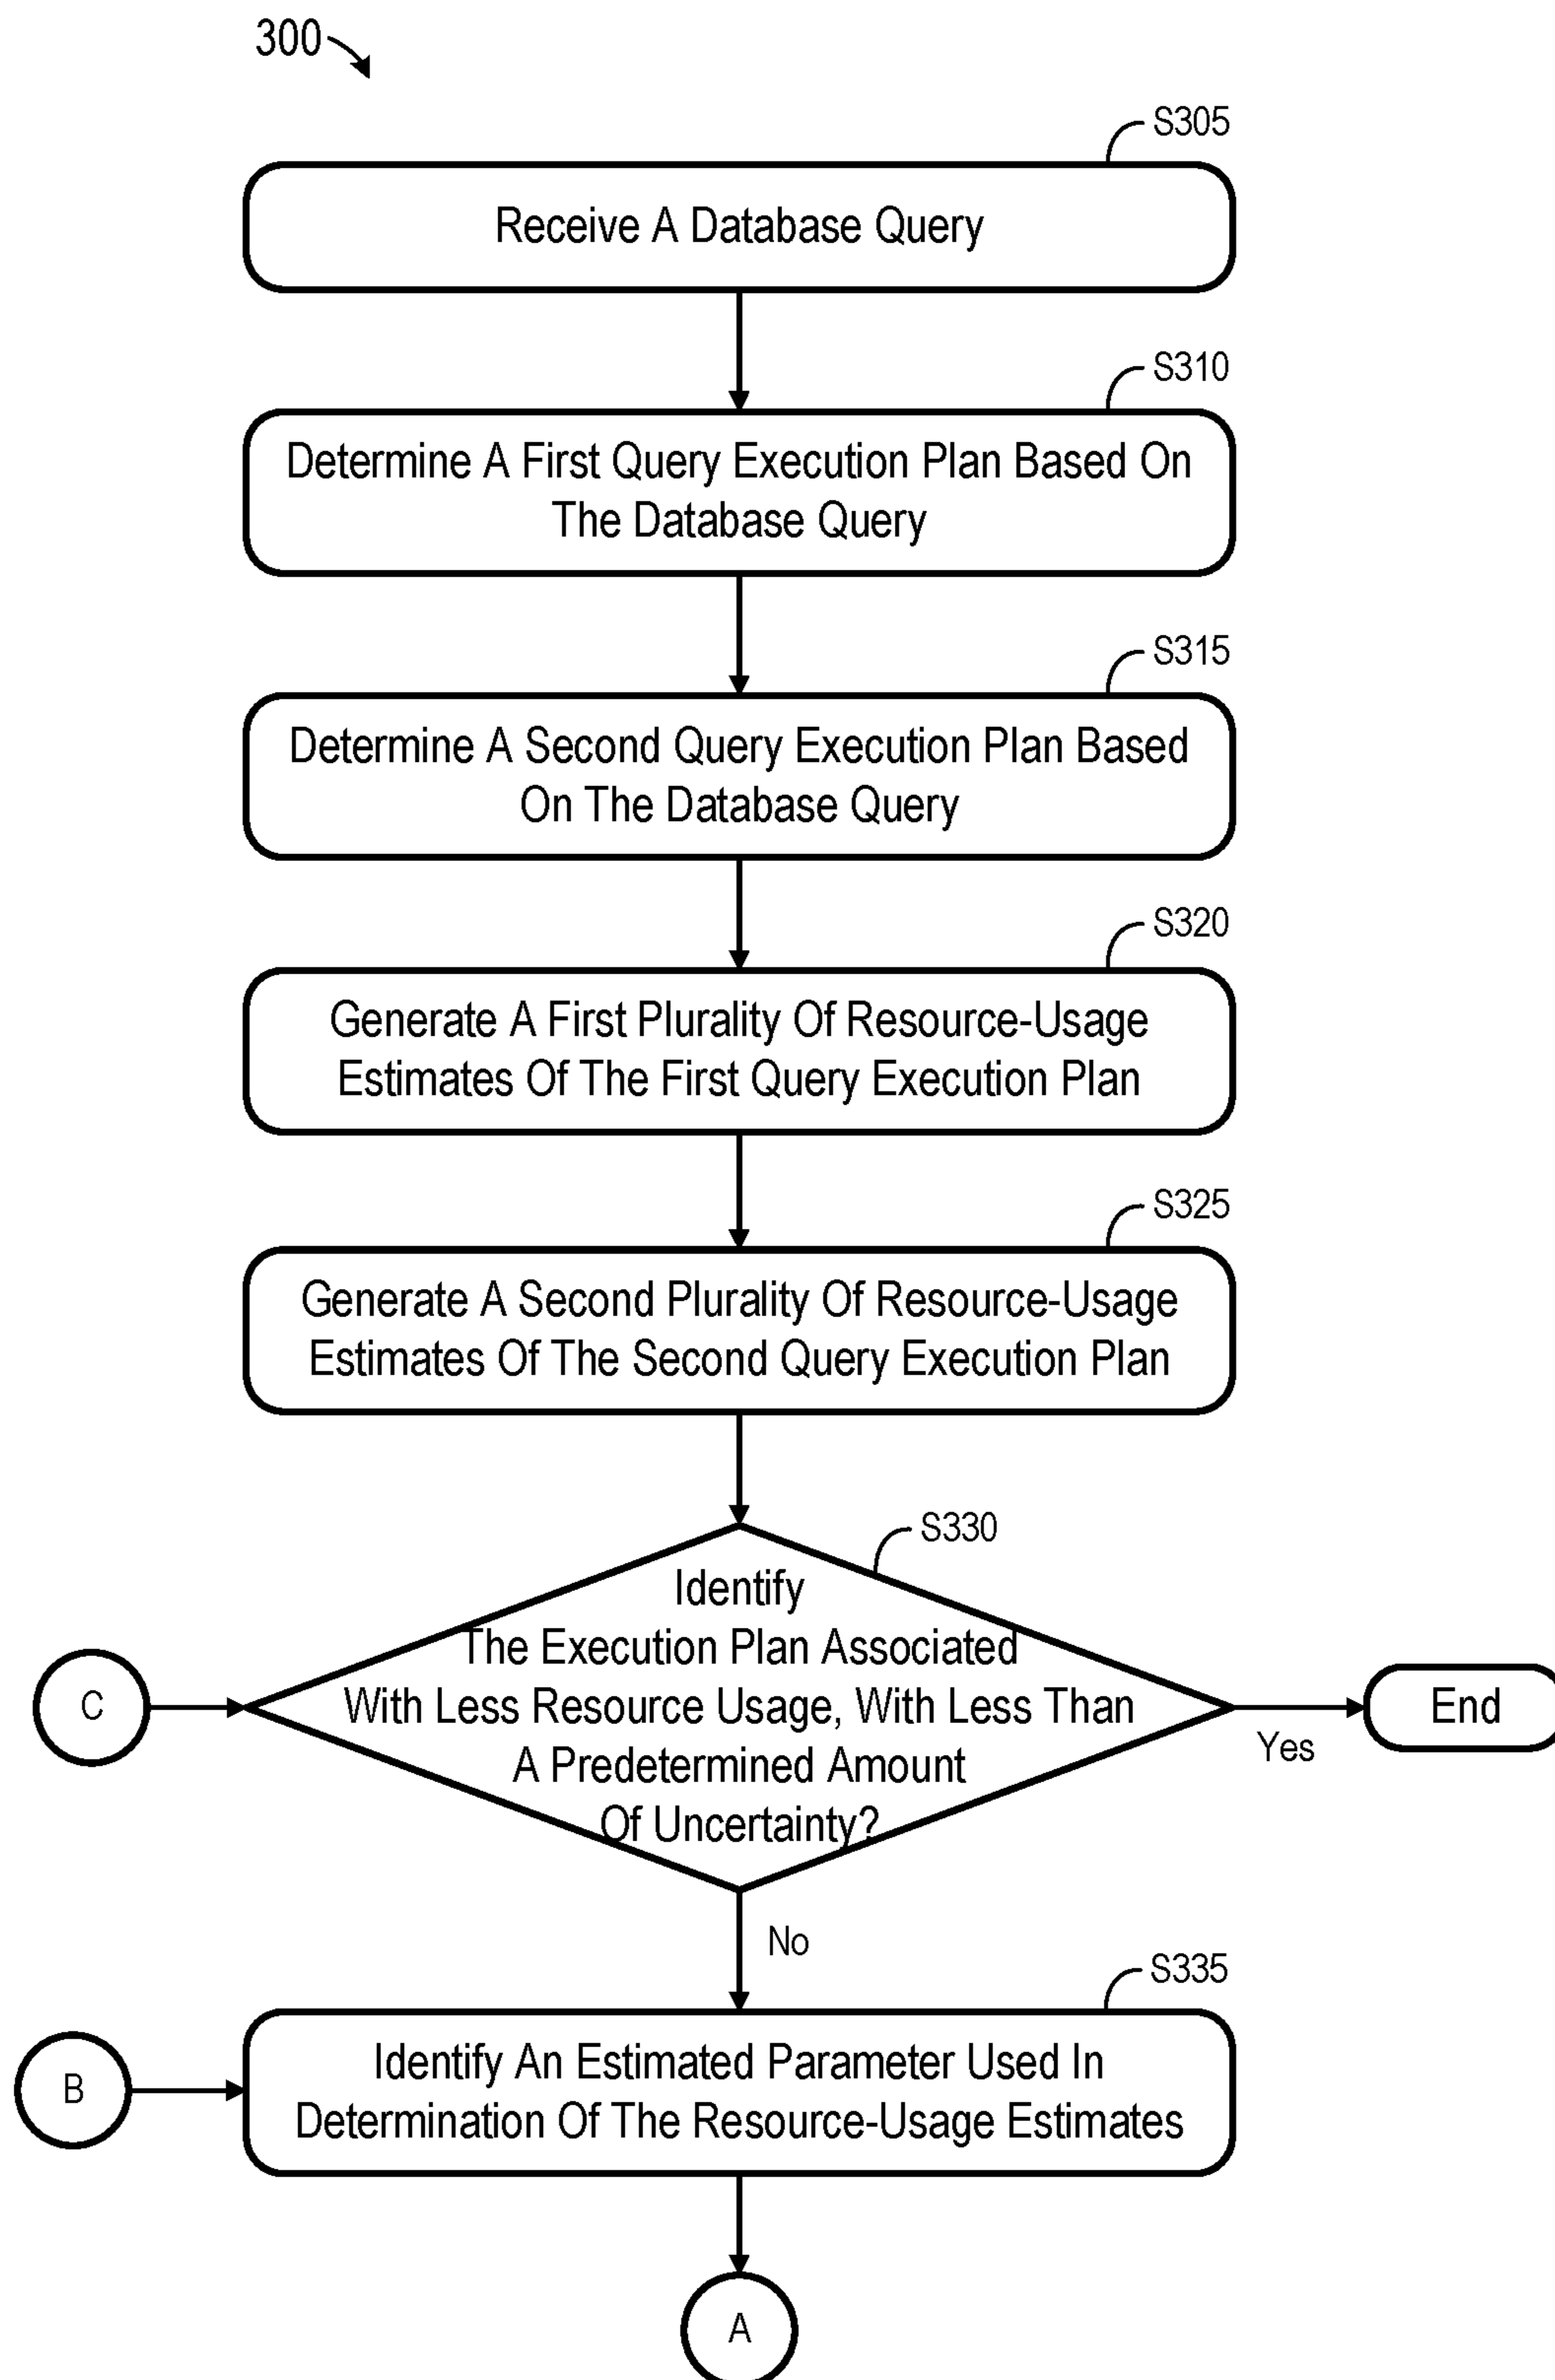 300
S305
Receive A Database Query
S310
Determine A First Query Execution Plan Based On
The Database Query
S315
Determine A Second Query Execution Plan Based
On The Database Query
S320
Generate A First Plurality Of Resource-Usage
Estimates Of The First Query Execution Plan
S325
Generate A Second Plurality Of Resource-Usage
Estimates Of The Second Query Execution Plan
S330
Identify
The Execution Plan Associated
With Less Resource Usage, With Less Than
A Predetermined Amount
Of Uncertainty?
C
End
Yes
No
S335
B
Identify An Estimated Parameter Used In
Determination Of The Resource-Usage Estimates
A